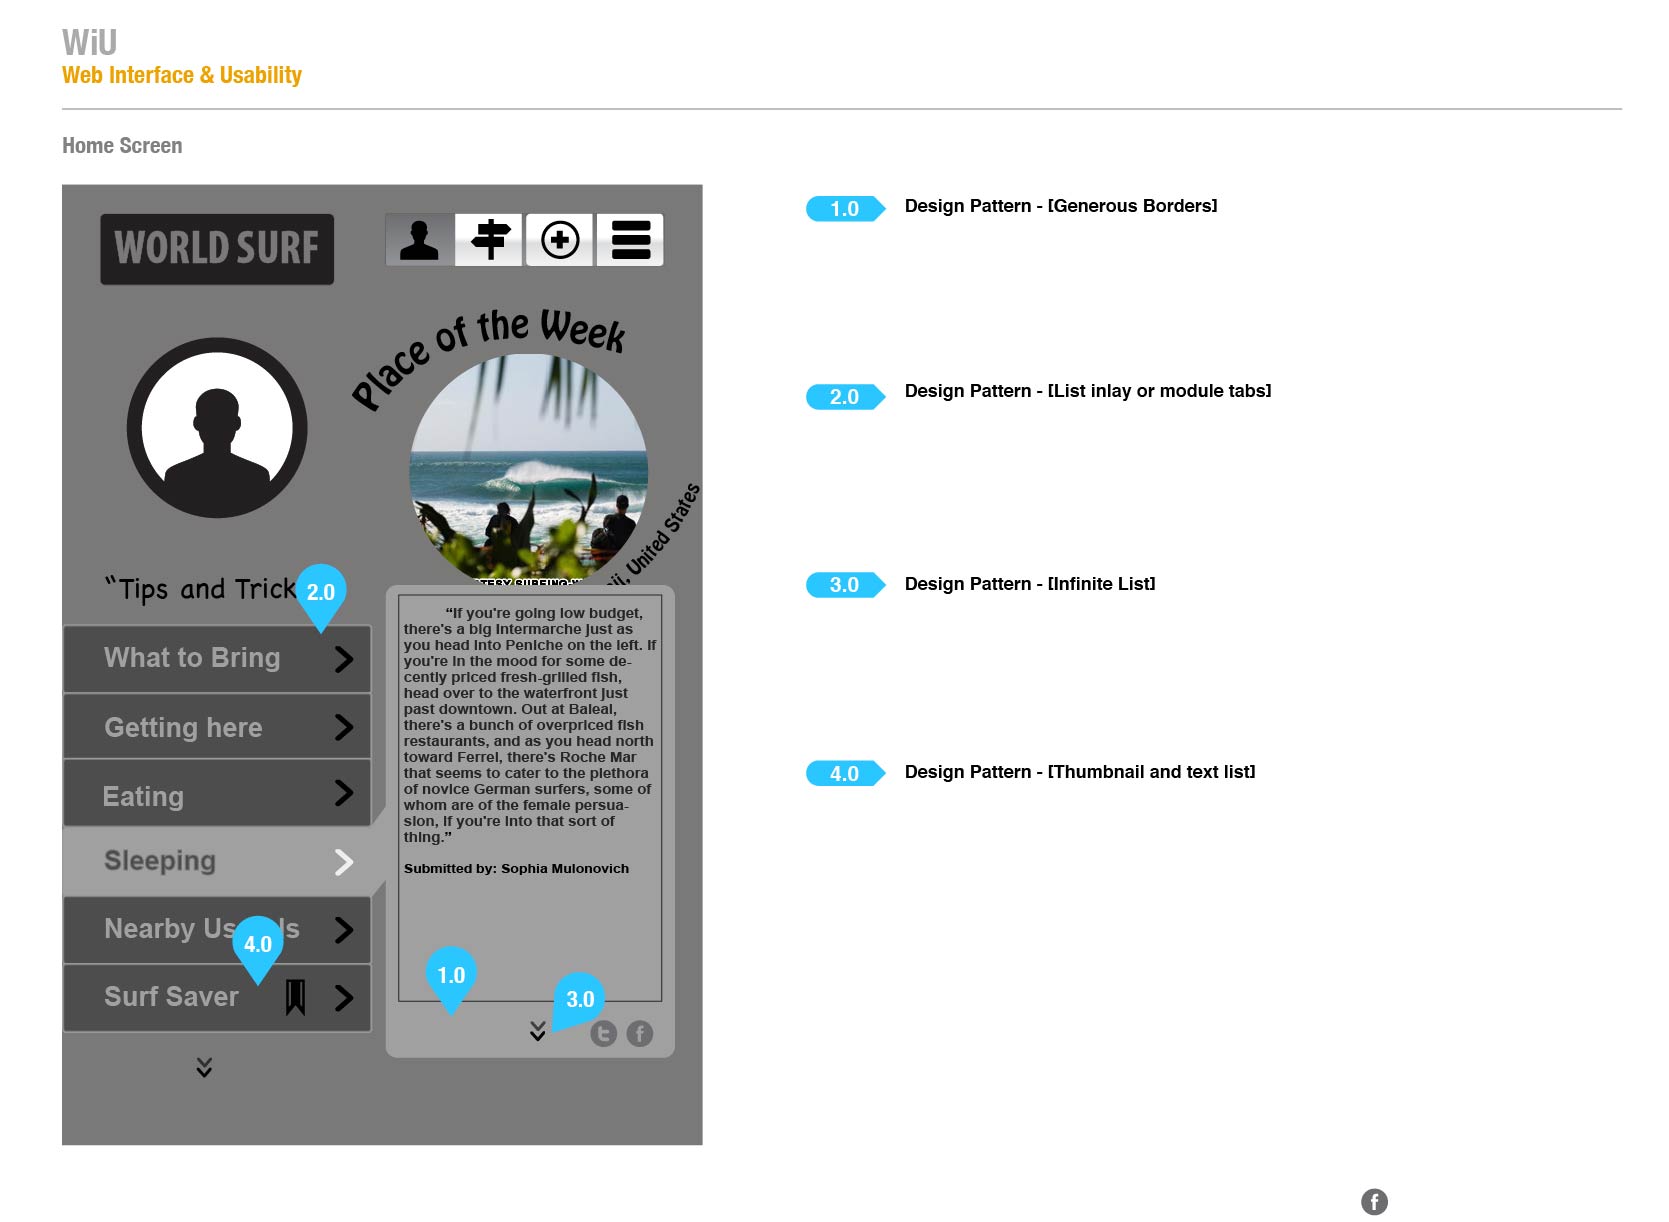 WiU
Web Interface & Usability
Home Screen
WORLD SURF
Place of the Week
United States
“Tips and Trick
What to Bring
Getting here
Eating
Sleeping
Nearby
Surf Saver
“If you're going low budget,
there's a big Intermarche just as
you head into Peniche on the left. If
you're in the mood for some de-
cently priced fresh-grilled fish,
head over to the waterfront just
past downtown. Out at Baleal,
there's a bunch of overpriced fish
restaurants, and as you head north
toward Ferrel, there's Roche Mar
that seems to cater to the plethora
of novice German surfers, some of
whom are of the female persua-
sion, if you're into that sort of
thing.”
Submitted by: Sophia Mulonovich
2.0
4.0
1.0
3.0
1.0 Design Pattern - [Generous Borders]
2.0 Design Pattern - [List inlay or module tabs]
3.0 Design Pattern - [Infinite List]
4.0 Design Pattern - [Thumbnail and text list]